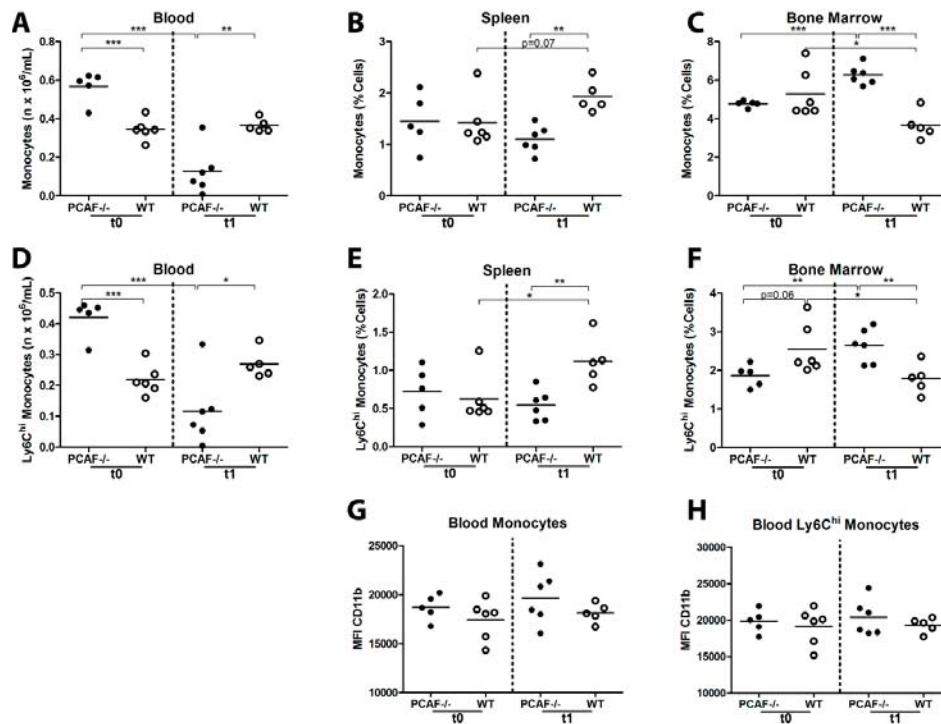 A
Blood
***
**
***
Monocytes (n x 10⁶/mL)
0.6
0.4
0.2
0.0
PCAF-/- WT PCAF-/- WT
t0 t1
B
Spleen
**
p=0.07
Monocytes (% Cells)
3
2
1
0
PCAF-/- WT PCAF-/- WT
t0 t1
C
Bone Marrow
***
***
*
Monocytes (% Cells)
8
6
4
2
0
PCAF-/- WT PCAF-/- WT
t0 t1
D
Blood
***
*
***
Ly6Cʰⁱ Monocytes (n x 10⁶/mL)
0.5
0.4
0.3
0.2
0.1
0.0
PCAF-/- WT PCAF-/- WT
t0 t1
E
Spleen
**
*
Ly6Cʰⁱ Monocytes (% Cells)
2.0
1.5
1.0
0.5
0.0
PCAF-/- WT PCAF-/- WT
t0 t1
F
Bone Marrow
**
**
p=0.06
*
Ly6Cʰⁱ Monocytes (% Cells)
4
3
2
1
0
PCAF-/- WT PCAF-/- WT
t0 t1
G
Blood Monocytes
MFI CD11b
25000
20000
15000
10000
PCAF-/- WT PCAF-/- WT
t0 t1
H
Blood Ly6Cʰⁱ Monocytes
MFI CD11b
30000
25000
20000
15000
10000
PCAF-/- WT PCAF-/- WT
t0 t1